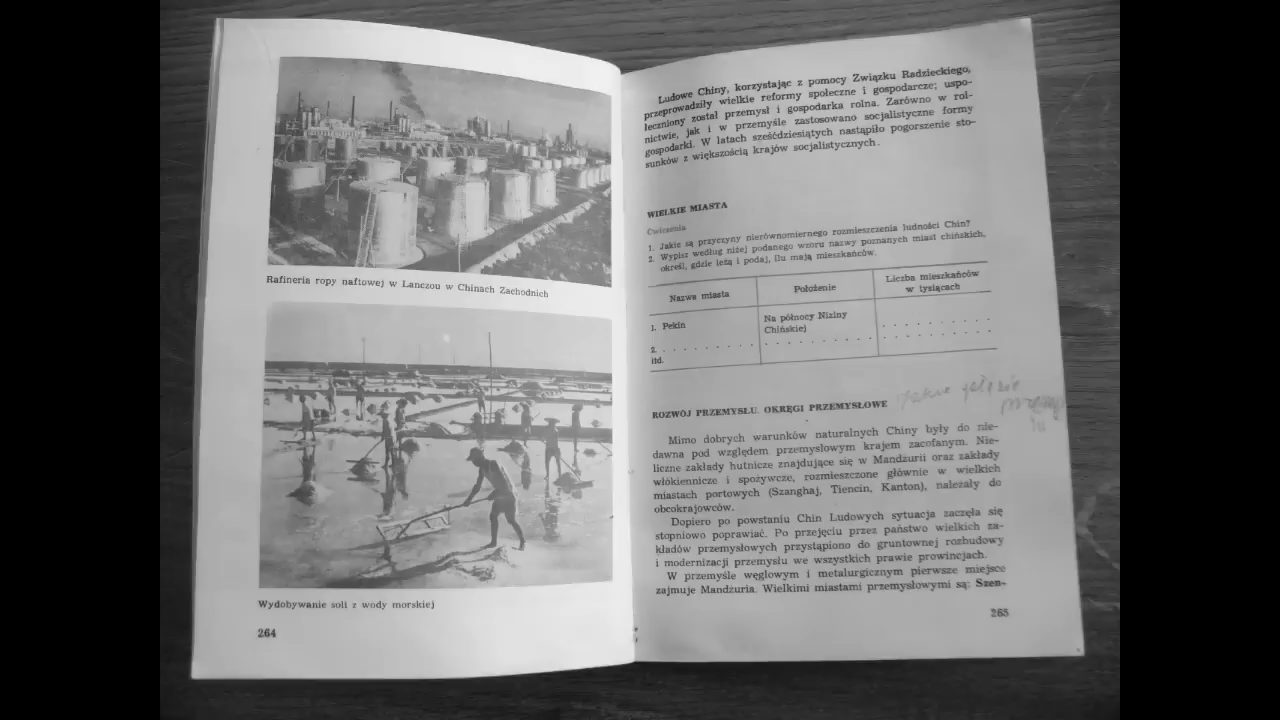 Rafineria ropy naftowej w Lanczou w Chinach Zachodnich
Wydobywanie soli z wody morskiej
264
Ludowe Chiny, korzystając z pomocy Związku Radzieckiego,
przeprowadziły wielkie reformy społeczne i gospodarcze; uspo-
łeczniony został przemysł i gospodarka rolna. Zarówno w rol-
nictwie, jak i w przemyśle zastosowano socjalistyczne formy
gospodarki. W latach sześćdziesiątych nastąpiło pogorszenie sto-
sunków z większością krajów socjalistycznych.
WIELKIE MIASTA
Ćwiczenia
1. Jakie są przyczyny nierównomiernego rozmieszczenia ludności Chin?
2. Wypisz według niżej podanego wzoru nazwy poznanych miast chińskich,
określ, gdzie leżą i podaj, ilu mają mieszkańców.
Nazwa miasta Położenie Liczba mieszkańców
w tysiącach
1. Pekin Na północy Niziny
Chińskiej . . . . . . . . . .
2. . . . . . . . . . . . . . . . . . . . . . . . . . . . . .
itd.
ROZWÓJ PRZEMYSŁU. OKRĘGI PRZEMYSŁOWE
Mimo dobrych warunków naturalnych Chiny były do nie-
dawna pod względem przemysłowym krajem zacofanym. Nie-
liczne zakłady hutnicze znajdujące się w Mandżurii oraz zakłady
włókiennicze i spożywcze, rozmieszczone głównie w wielkich
miastach portowych (Szanghaj, Tiencin, Kanton), należały do
obcokrajowców.
Dopiero po powstaniu Chin Ludowych sytuacja zaczęła się
stopniowo poprawiać. Po przejęciu przez państwo wielkich za-
kładów przemysłowych przystąpiono do gruntownej rozbudowy
i modernizacji przemysłu we wszystkich prawie prowincjach.
W przemyśle węglowym i metalurgicznym pierwsze miejsce
zajmuje Mandżuria. Wielkimi miastami przemysłowymi są: Szen-
265